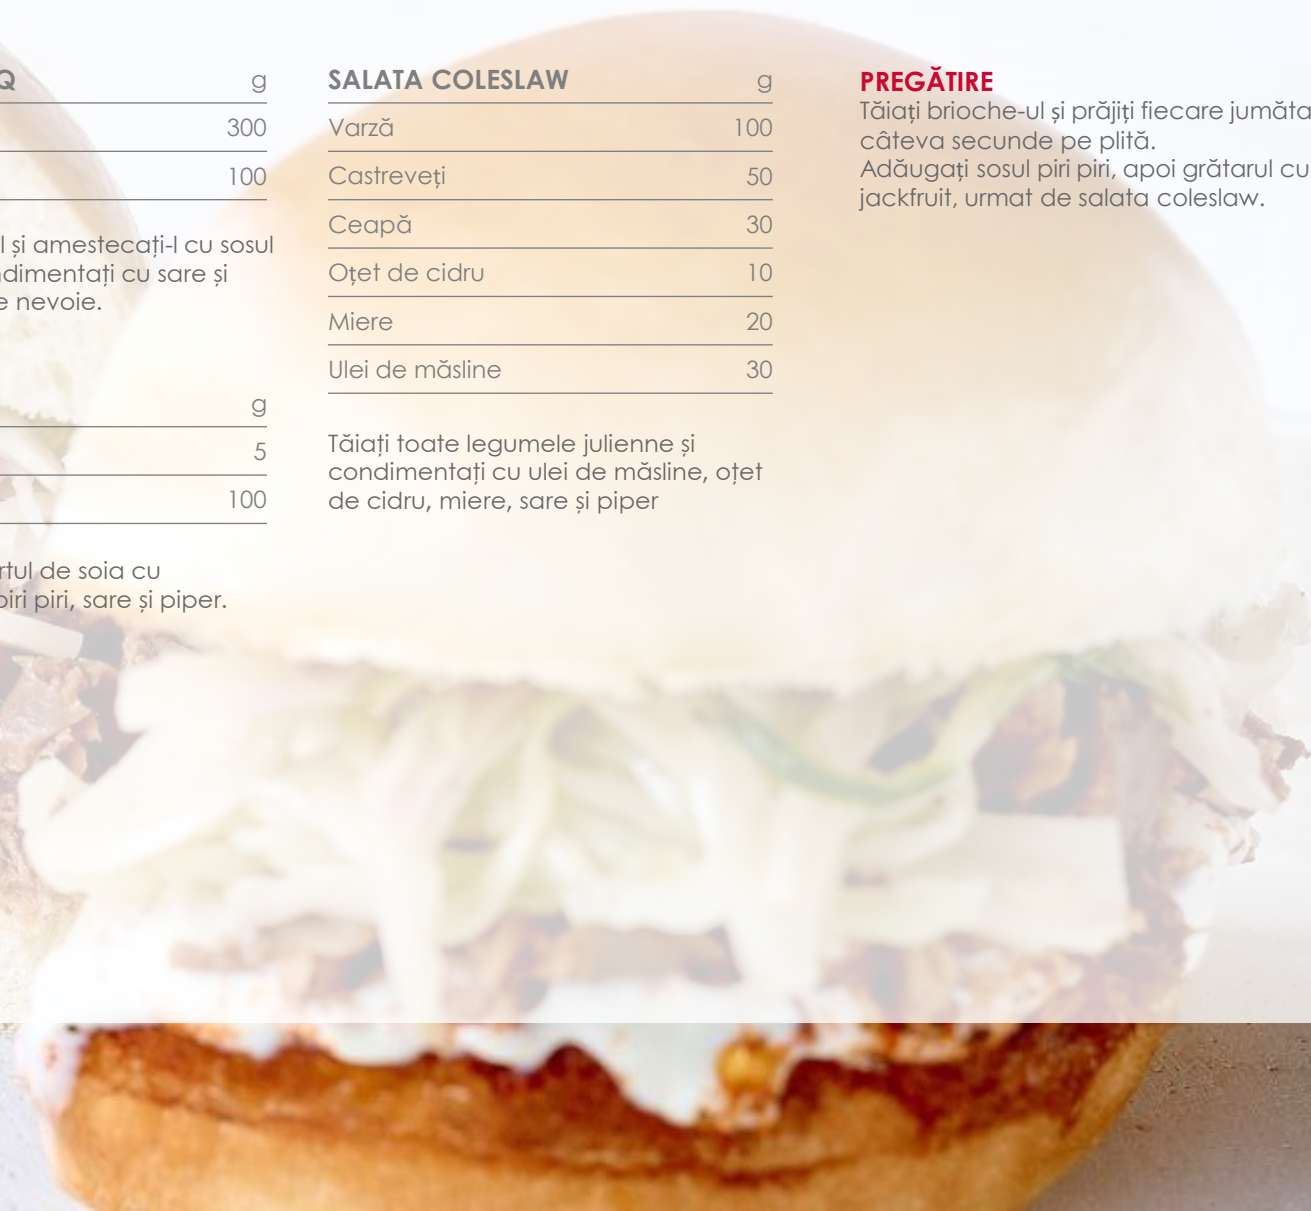 Q g
300
100
l și amestecați-l cu sosul
ndimentați cu sare și
e nevoie.
g
5
100
rtul de soia cu
piri piri, sare și piper.
SALATA COLESLAW g
Varză 100
Castreveți 50
Ceapă 30
Oțet de cidru 10
Miere 20
Ulei de măsline 30
Tăiați toate legumele julienne și
condimentați cu ulei de măsline, oțet
de cidru, miere, sare și piper
PREGĂTIRE
Tăiați brioche-ul și prăjiți fiecare jumăta
câteva secunde pe plită.
Adăugați sosul piri piri, apoi grătarul cu
jackfruit, urmat de salata coleslaw.